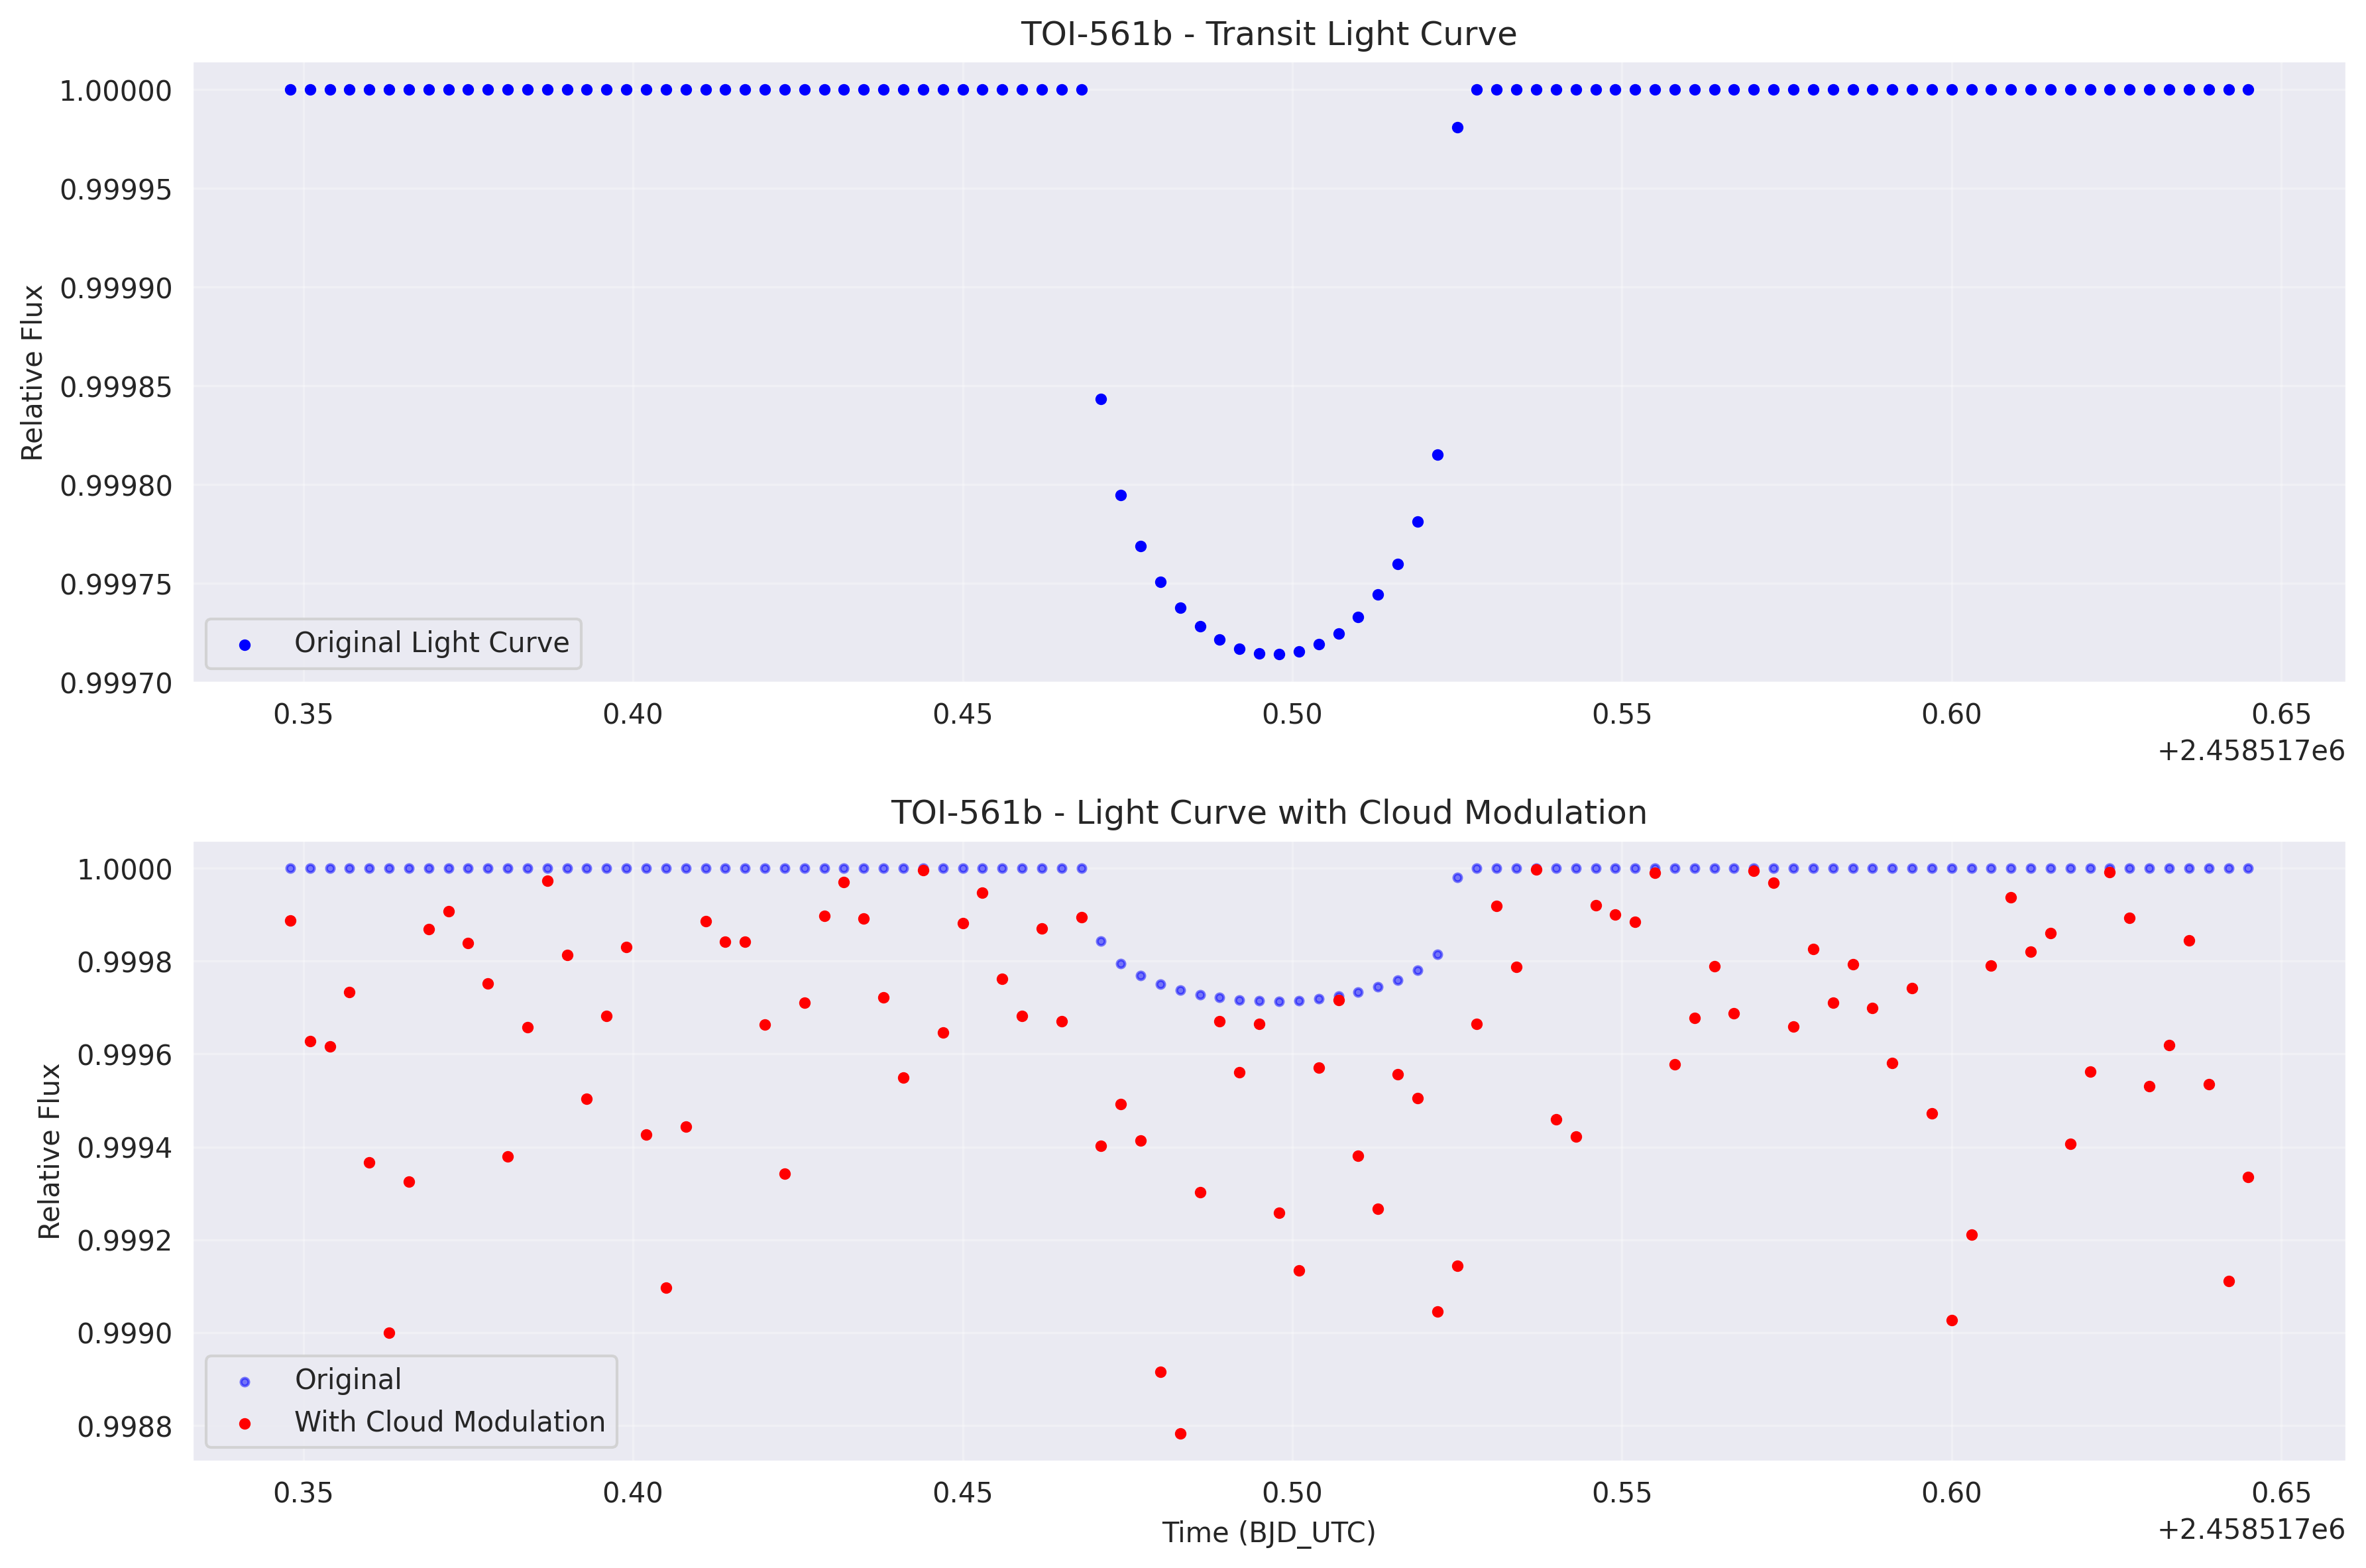 TOI-561b - Transit Light Curve
Relative Flux
1.00000
0.99995
0.99990
0.99985
0.99980
0.99975
0.99970
Original Light Curve
0.35 0.40 0.45 0.50 0.55 0.60 0.65
+2.458517e6
TOI-561b - Light Curve with Cloud Modulation
Relative Flux
1.0000
0.9998
0.9996
0.9994
0.9992
0.9990
0.9988
Original
With Cloud Modulation
0.35 0.40 0.45 0.50 0.55 0.60 0.65
+2.458517e6
Time (BJD_UTC)